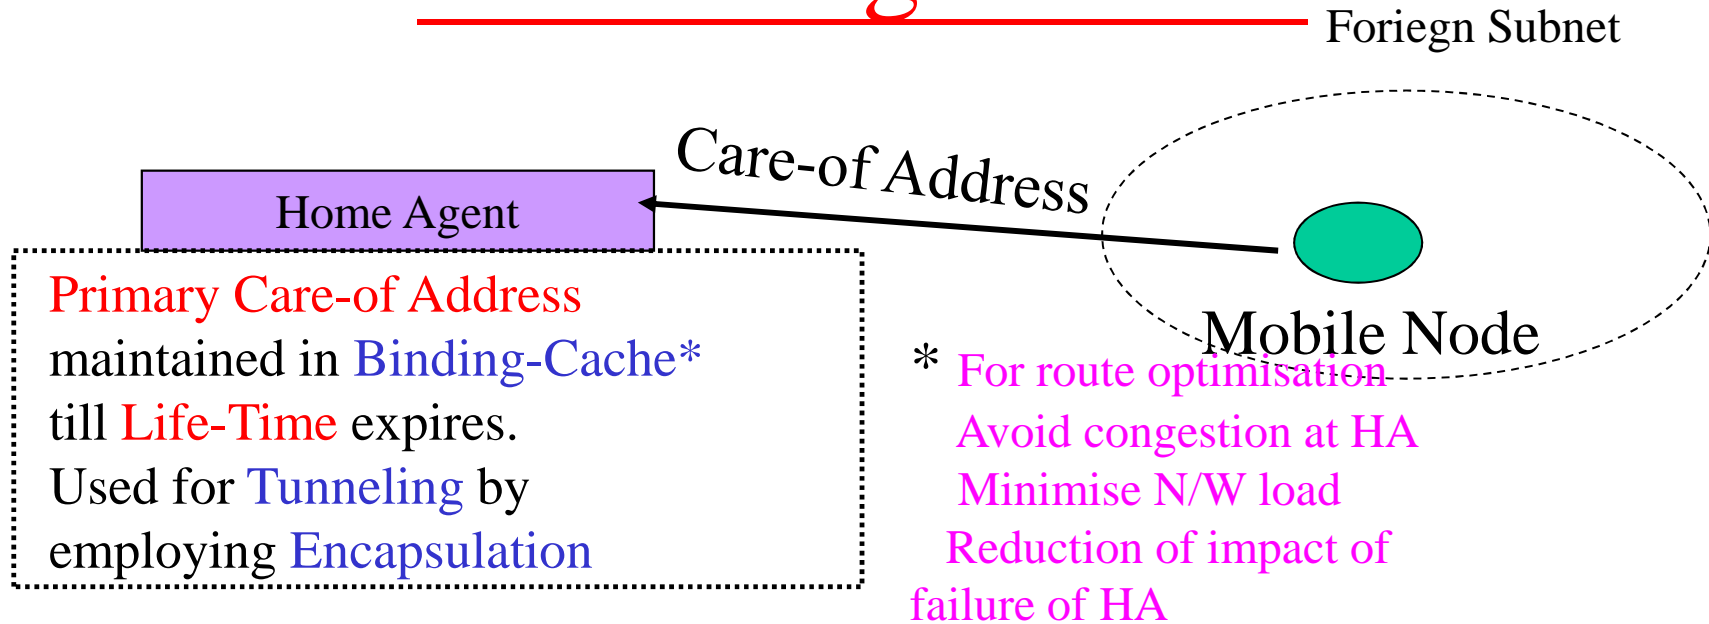 Foriegn Subnet
Care-of Address
Home Agent
Primary Care-of Address
maintained in Binding-Cache*
till Life-Time expires.
Used for Tunneling by
employing Encapsulation
Mobile Node
* For route optimisation
Avoid congestion at HA
Minimise N/W load
Reduction of impact of
failure of HA